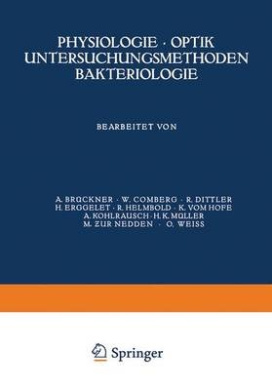 PHYSIOLOGIE · OPTIK
UNTERSUCHUNGSMETHODEN
BAKTERIOLOGIE
BEARBEITET VON
A. BRÜCKNER · W. COMBERG · R. DITTLER
H. ERGGELET · R. HELMBOLD · K. VOM HOFE
A. KOHLRAUSCH · H. K. MÜLLER
M. ZUR NEDDEN · O. WEISS
Springer